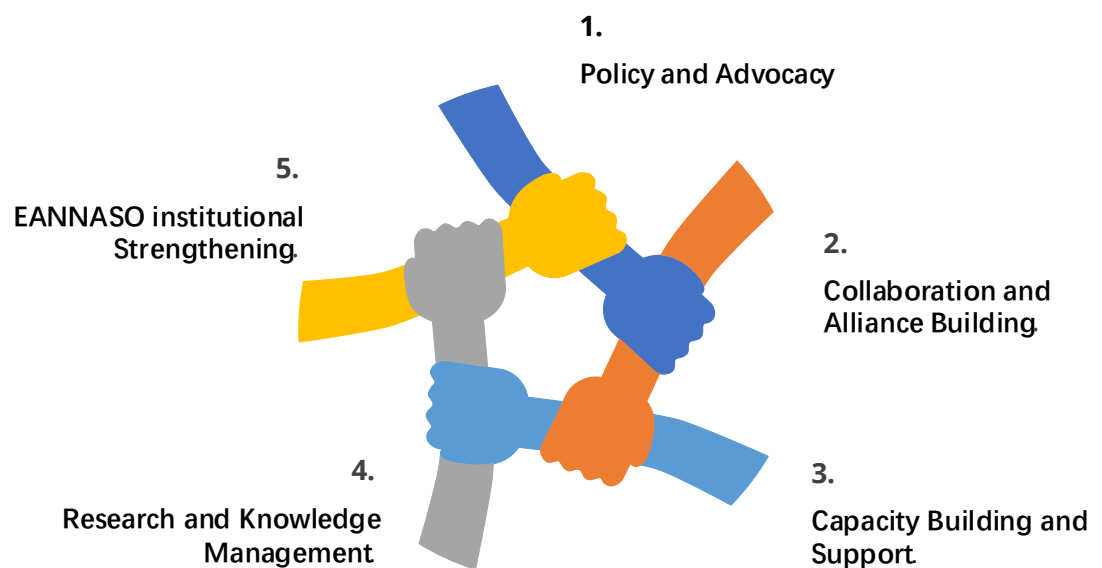 1.
Policy and Advocacy
2.
Collaboration and
Alliance Building.
3.
Capacity Building and
Support.
4.
Research and Knowledge
Management
5.
EANNASO institutional
Strengthening.